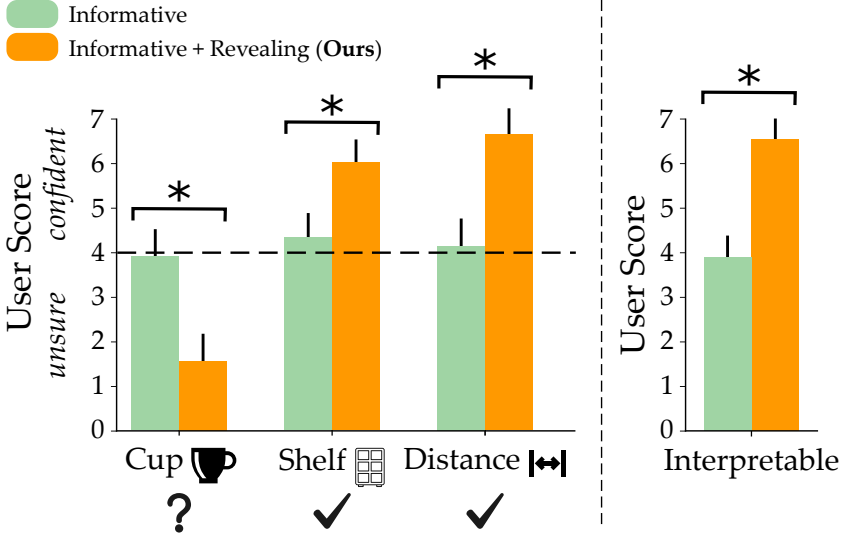 Informative
Informative + Revealing (Ours)
User Score
unsure
confident
7
6
5
4
3
2
1
0
*
*
*
Cup
Shelf
Distance
?
User Score
7
6
5
4
3
2
1
0
*
Interpretable